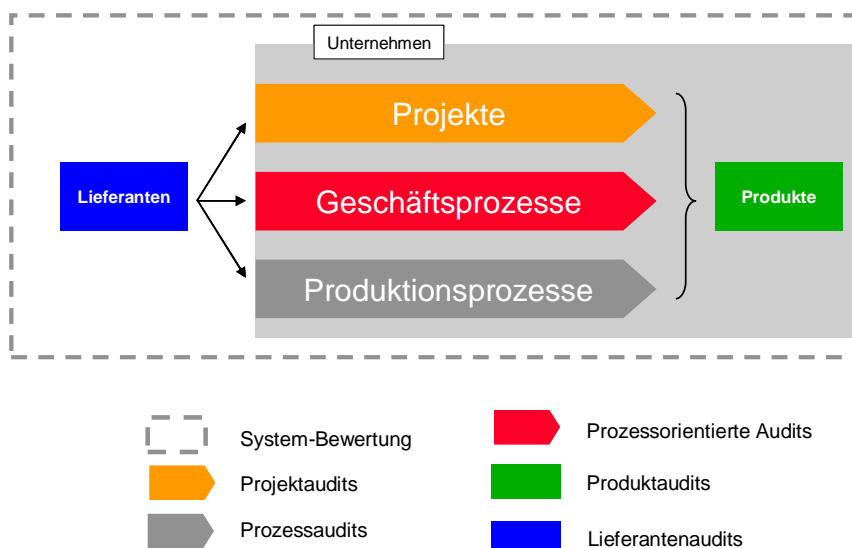 Unternehmen
Projekte
Lieferanten
Geschäftsprozesse
Produkte
Produktionsprozesse
System-Bewertung
Prozessorientierte Audits
Projektaudits
Produktaudits
Prozessaudits
Lieferantenaudits